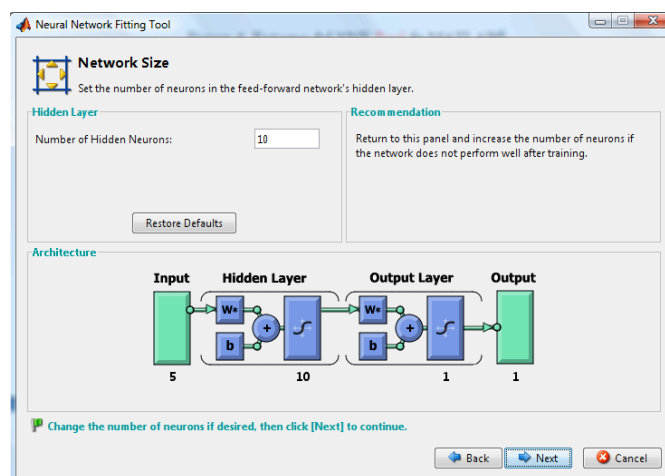 Neural Network Fitting Tool
Network Size
Set the number of neurons in the feed-forward network's hidden layer.
Hidden Layer
Number of Hidden Neurons:
10
Restore Defaults
Recommendation
Return to this panel and increase the number of neurons if
the network does not perform well after training.
Architecture
Input
Hidden Layer
Output Layer
Output
W*
b
+
W*
b
+
5
10
1
1
Change the number of neurons if desired, then click [Next] to continue.
Back
Next
Cancel